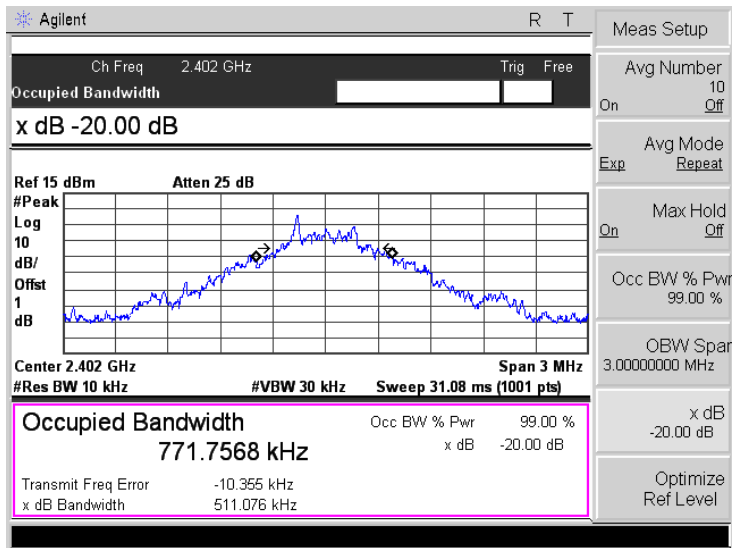 Agilent R T
Ch Freq 2.402 GHz Trig Free
Occupied Bandwidth
x dB -20.00 dB
Ref 15 dBm Atten 25 dB
#Peak
Log
10
dB/
Offst
1
dB
Center 2.402 GHz Span 3 MHz
#Res BW 10 kHz #VBW 30 kHz Sweep 31.08 ms (1001 pts)
Occupied Bandwidth Occ BW % Pwr 99.00 %
771.7568 kHz x dB -20.00 dB
Transmit Freq Error -10.355 kHz
x dB Bandwidth 511.076 kHz
Meas Setup
Avg Number
10
On Off
Avg Mode
Exp Repeat
Max Hold
On Off
Occ BW % Pwr
99.00 %
OBW Span
3.00000000 MHz
x dB
-20.00 dB
Optimize
Ref Level